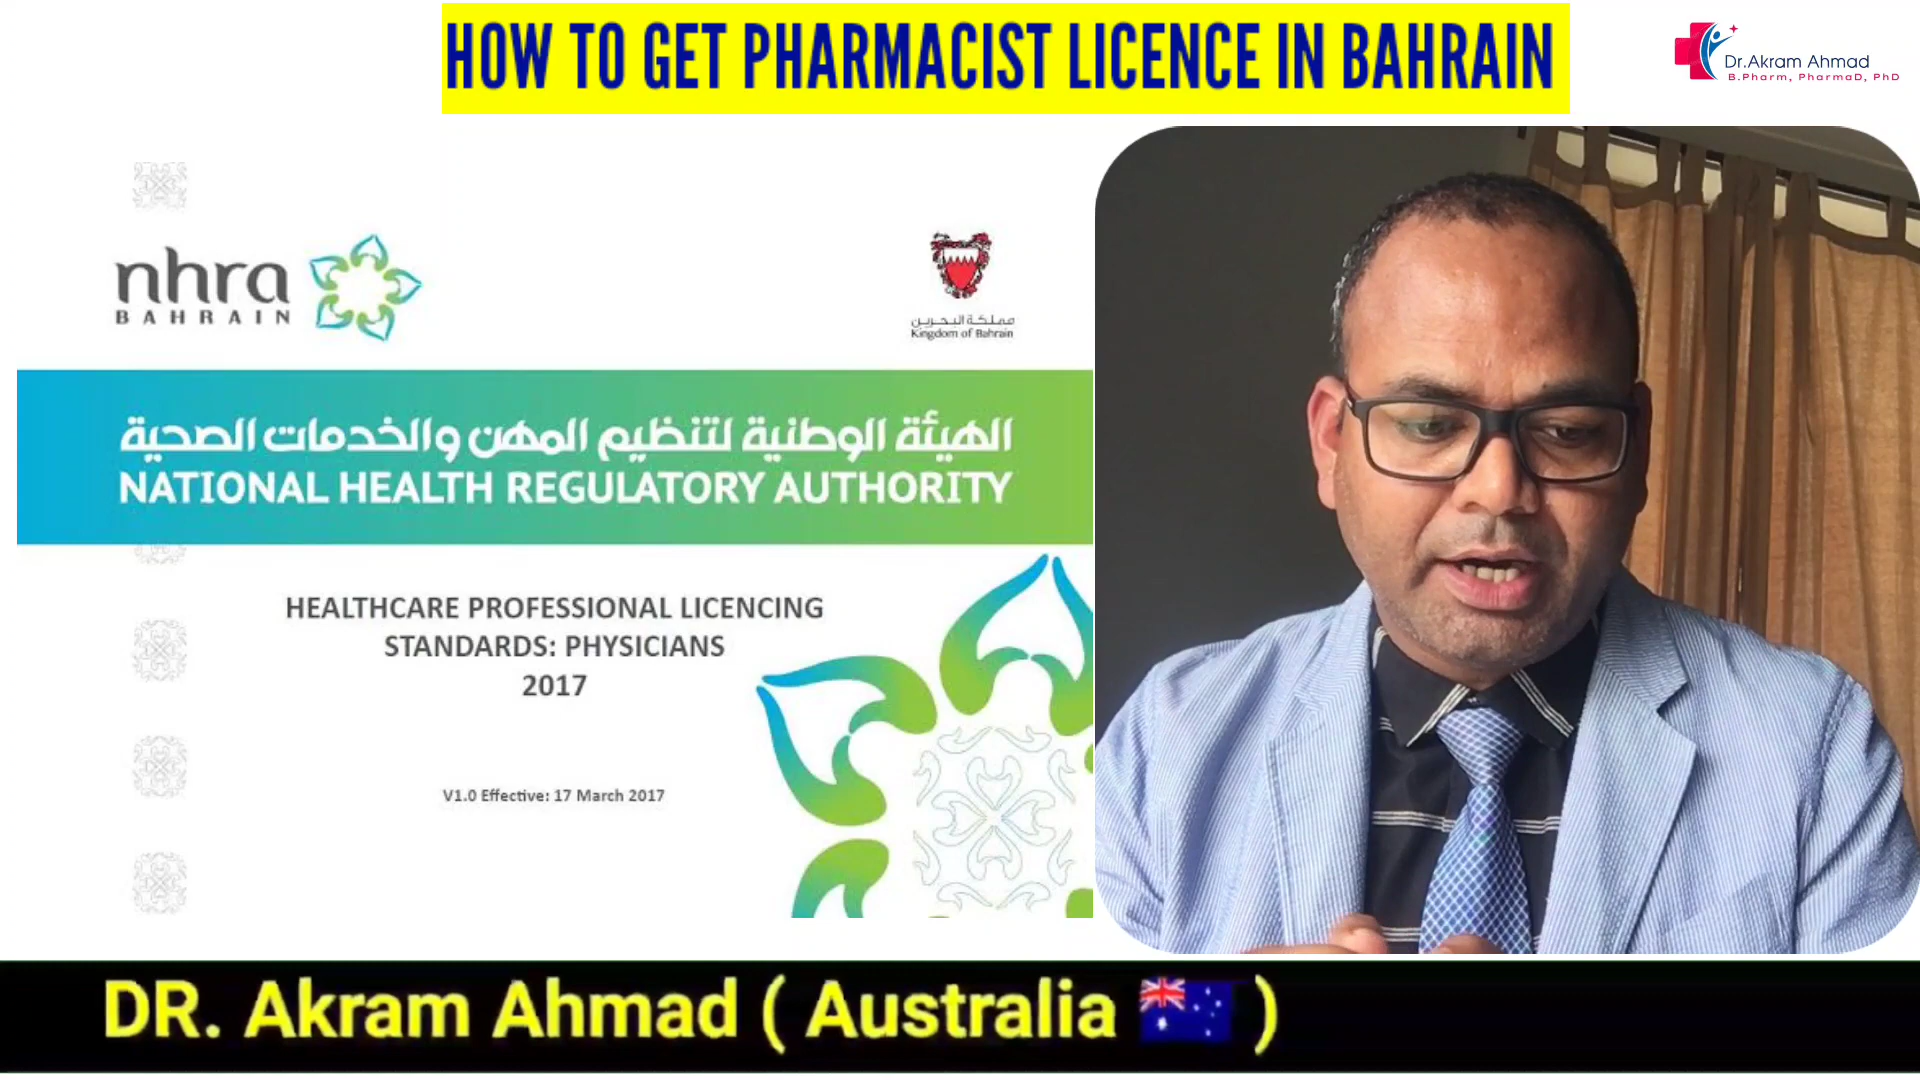 HOW TO GET PHARMACIST LICENCE IN BAHRAIN
Dr.Akram Ahmad
B.Pharm, PharmaD, PhD
nhra
BAHRAIN
مملكة البحرين
Kingdom of Bahrain
الهيئة الوطنية لتنظيم المهن والخدمات الصحية
NATIONAL HEALTH REGULATORY AUTHORITY
HEALTHCARE PROFESSIONAL LICENCING
STANDARDS: PHYSICIANS
2017
V1.0 Effective: 17 March 2017
DR. Akram Ahmad ( Australia 🇦🇺 )